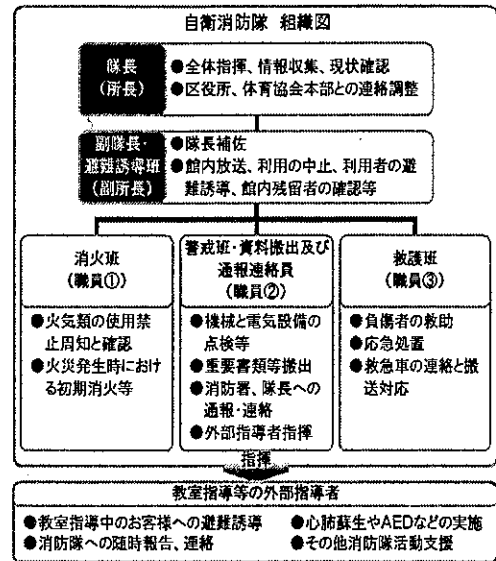 自衛消防隊 組織図
隊長
(所長)
●全体指揮、情報収集、現状確認
●区役所、体育協会本部との連絡調整
副隊長・
避難誘導班
(副所長)
●隊長補佐
●館内放送、利用の中止、利用者の避
難誘導、館内残留者の確認等
消火班
(職員①)
●火気類の使用禁
止周知と確認
●火災発生時におけ
る初期消火等
警戒班・資料搬出及び
通報連絡員
(職員②)
●機械と電気設備の
点検等
●重要書類等搬出
●消防署、隊長への
通報・連絡
●外部指導者指揮
救護班
(職員③)
●負傷者の救助
●応急処置
●救急車の連絡と搬
送対応
指揮
教室指導等の外部指導者
●教室指導中のお客様への避難誘導
●消防隊への随時報告、連絡
●心肺蘇生やAEDなどの実施
●その他消防隊活動支援